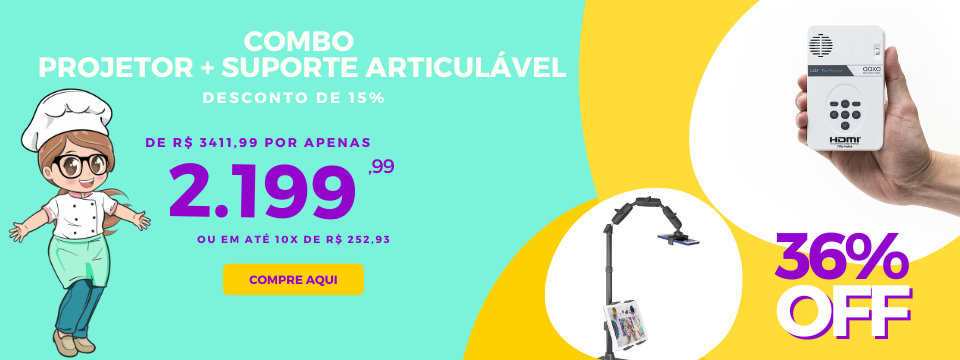 COMBO
PROJETOR + SUPORTE ARTICULÁVEL
DESCONTO DE 15%
DE R$ 3411,99 POR APENAS
2.199,99
OU EM ATÉ 10X DE R$ 252,93
COMPRE AQUI
aaxa
HDMI
36%
OFF